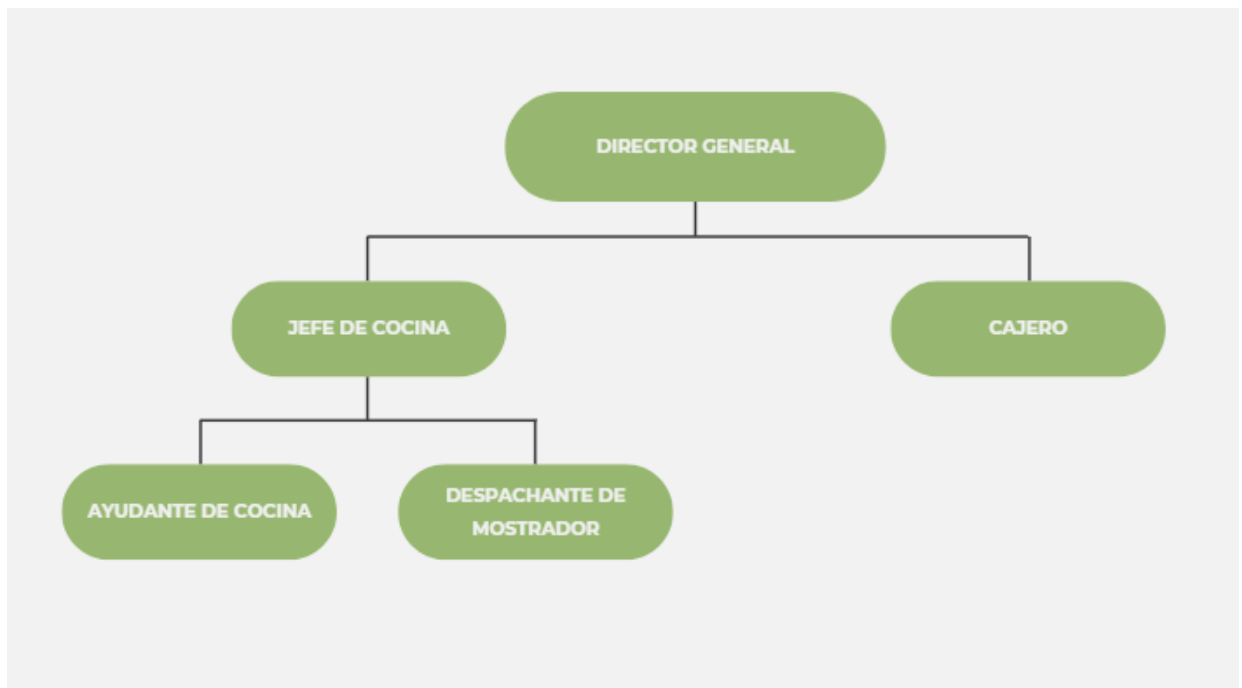 DIRECTOR GENERAL
JEFE DE COCINA
CAJERO
AYUDANTE DE COCINA
DESPACHANTE DE
MOSTRADOR